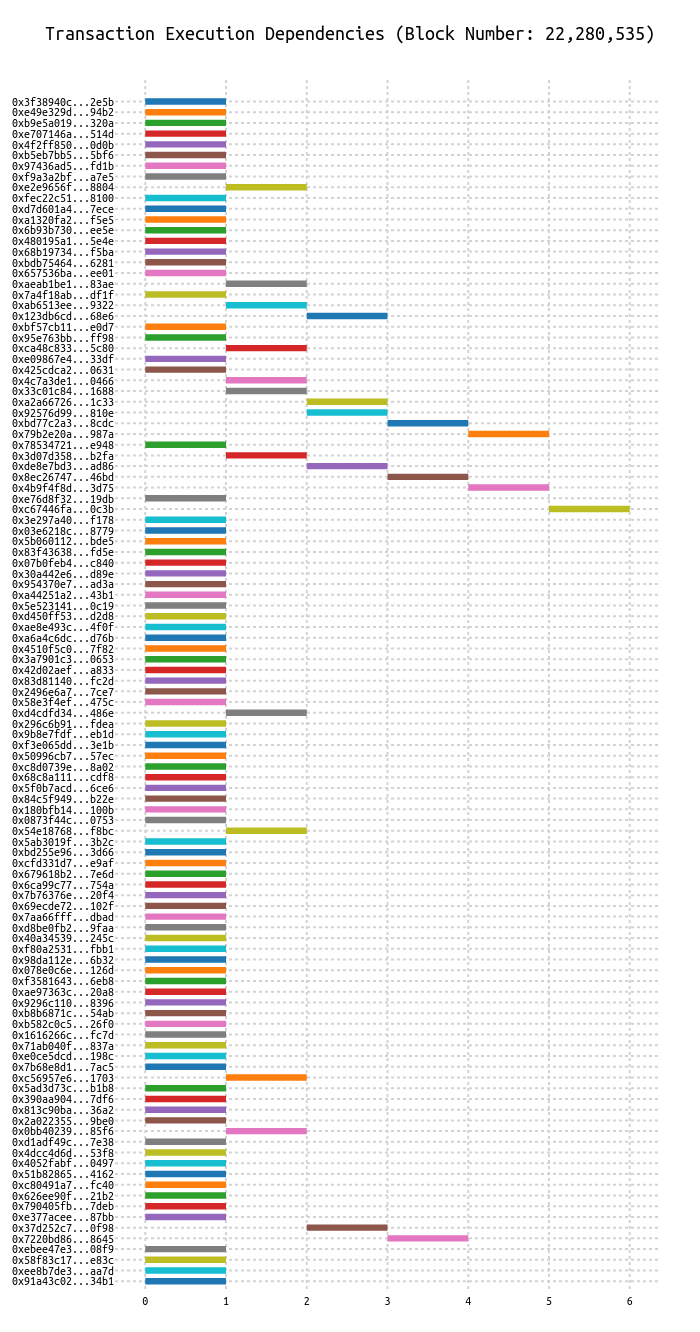 Transaction Execution Dependencies (Block Number: 22,280,535)
0x3f38940c...2e5b
0xe49e329d...94b2
0xb9e5a019...320a
0xe707146a...514d
0x4f2ff850...0d0b
0xb5eb7bb5...5bf6
0x97436ad5...fd1b
0xf9a3a2bf...a7e5
0xe2e9656f...8804
0xfec22c51...8100
0xd7d601a4...7ece
0xa1320fa2...f5e5
0x6b93b730...ee5e
0x480195a1...5e4e
0x68b19734...f5ba
0xbdb75464...6281
0x657536ba...ee01
0xaeab1be1...83ae
0x7a4f18ab...df1f
0xab6513ee...9322
0x123db6cd...68e6
0xbf57cb11...e0d7
0x95e763bb...ff98
0xca48c833...5c80
0xe09867e4...33df
0x425cdca2...0631
0x4c7a3de1...0466
0x33c01c84...1688
0xa2a66726...1c33
0x92576d99...810e
0xbd77c2a3...8cdc
0x79b2e20a...987a
0x78534721...e948
0x3d07d358...b2fa
0xde8e7bd3...ad86
0x8ec26747...46bd
0x4b9f4f8d...3d75
0xe76d8f32...19db
0xc67446fa...0c3b
0x3e297a40...f178
0x03e6218c...8779
0x5b060112...bde5
0x83f43638...fd5e
0x07b0feb4...c840
0x30a442e6...d89e
0x954370e7...ad3a
0xa44251a2...43b1
0x5e523141...0c19
0xd450ff53...d2d8
0xae8e493c...4f0f
0xa6a4c6dc...d76b
0x4510f5c0...7f82
0x3a7901c3...0653
0x42d02aef...a833
0x83d81140...fc2d
0x2496e6a7...7ce7
0x58e3f4ef...475c
0xd4cdfd34...486e
0x296c6b91...fdea
0x9b8e7fdf...eb1d
0xf3e065dd...3e1b
0x50996cb7...57ec
0xc8d0739e...8a02
0x68c8a111...cdf8
0x5f0b7acd...6ce6
0x84c5f949...b22e
0x180bfb14...100b
0x0873f44c...0753
0x54e18768...f8bc
0x5ab3019f...3b2c
0xbd255e96...3d66
0xcfd331d7...e9af
0x679618b2...7e6d
0x6ca99c77...754a
0x7b76376e...20f4
0x69ecde72...102f
0x7aa66fff...dbad
0xd8be0fb2...9faa
0x40a34539...245c
0xf80a2531...fbb1
0x98da112e...6b32
0x078e0c6e...126d
0xf3581643...6eb8
0xae97363c...20a8
0x9296c110...8396
0xb8b6871c...54ab
0xb582c0c5...26f0
0x1616266c...fc7d
0x71ab040f...837a
0xe0ce5dcd...198c
0x7b68e8d1...7ac5
0xc56957e6...1703
0x5ad3d73c...b1b8
0x390aa904...7df6
0x813c90ba...36a2
0x2a022355...9be0
0x0bb40239...85f6
0xd1adf49c...7e38
0x4dcc4d6d...53f8
0x4052fabf...0497
0x51b82865...4162
0xc80491a7...fc40
0x626ee90f...21b2
0x790405fb...7deb
0xe377acee...87bb
0x37d252c7...0f98
0x7220bd86...8645
0xebee47e3...08f9
0x58f83c17...e83c
0xee8b7de3...aa7d
0x91a43c02...34b1
0 1 2 3 4 5 6